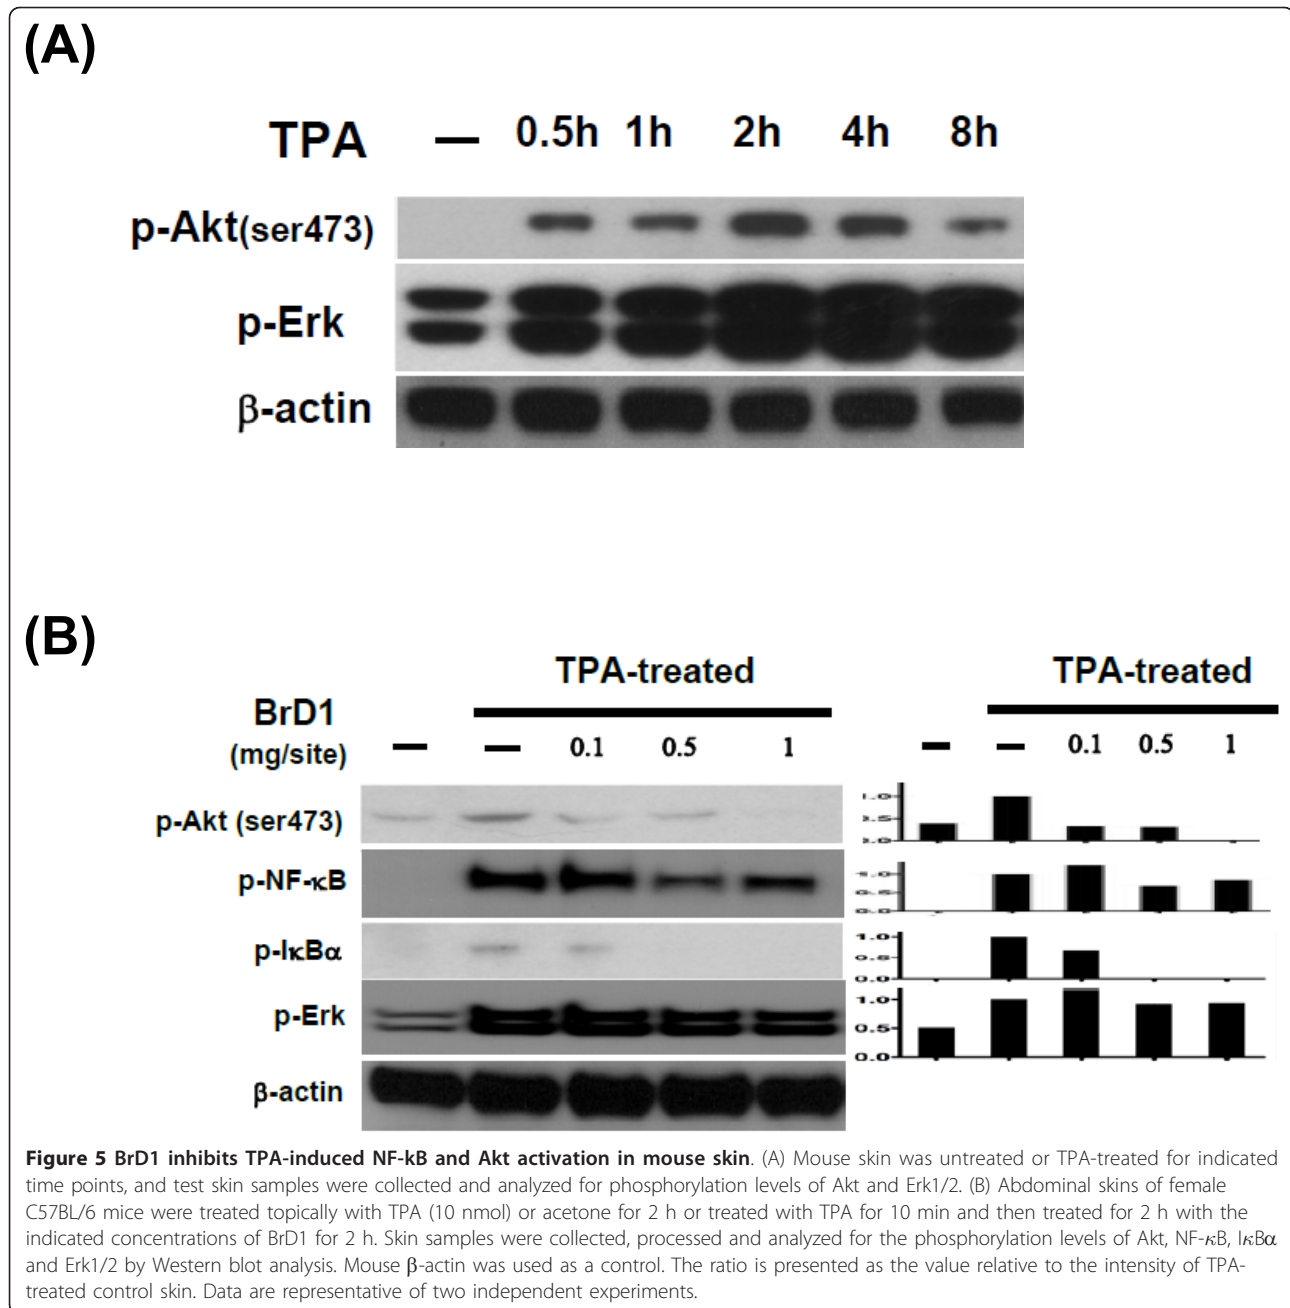 (A)
TPA — 0.5h 1h 2h 4h 8h
p-Akt(ser473)
p-Erk
β-actin
(B)
TPA-treated TPA-treated
BrD1
(mg/site) — — 0.1 0.5 1 — — 0.1 0.5 1
p-Akt (ser473)
p-NF-κB
1.0
0.5
0.0
p-IκBα
1.0
0.5
0.0
p-Erk
1.0
0.5
0.0
β-actin
Figure 5 BrD1 inhibits TPA-induced NF-kB and Akt activation in mouse skin. (A) Mouse skin was untreated or TPA-treated for indicated
time points, and test skin samples were collected and analyzed for phosphorylation levels of Akt and Erk1/2. (B) Abdominal skins of female
C57BL/6 mice were treated topically with TPA (10 nmol) or acetone for 2 h or treated with TPA for 10 min and then treated for 2 h with the
indicated concentrations of BrD1 for 2 h. Skin samples were collected, processed and analyzed for the phosphorylation levels of Akt, NF-κB, IκBα
and Erk1/2 by Western blot analysis. Mouse β-actin was used as a control. The ratio is presented as the value relative to the intensity of TPA-
treated control skin. Data are representative of two independent experiments.